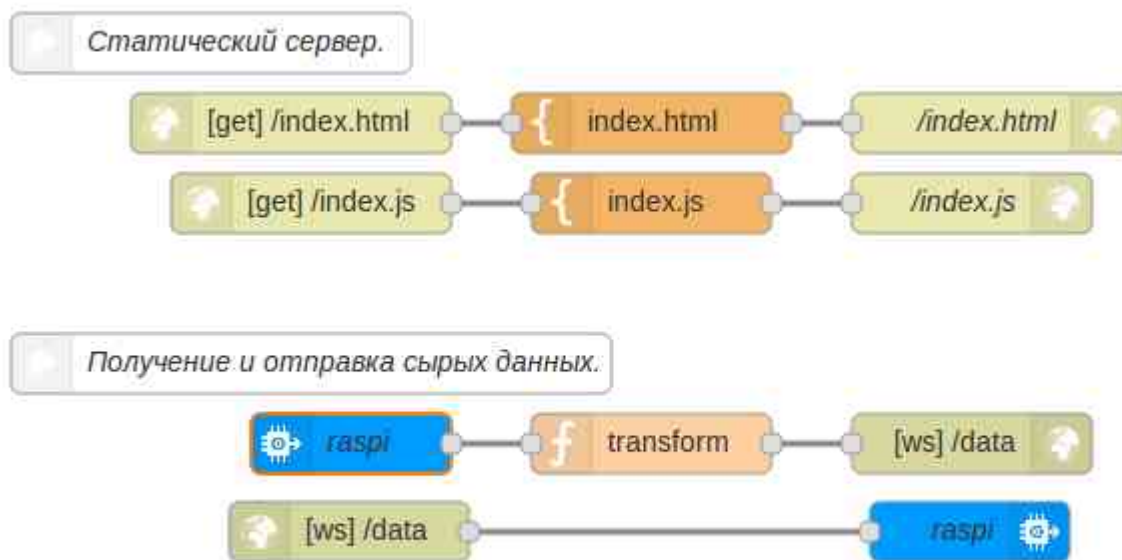 Статический сервер.
[get] /index.html index.html /index.html
[get] /index.js index.js /index.js
Получение и отправка сырых данных.
raspi transform [ws] /data
[ws] /data raspi